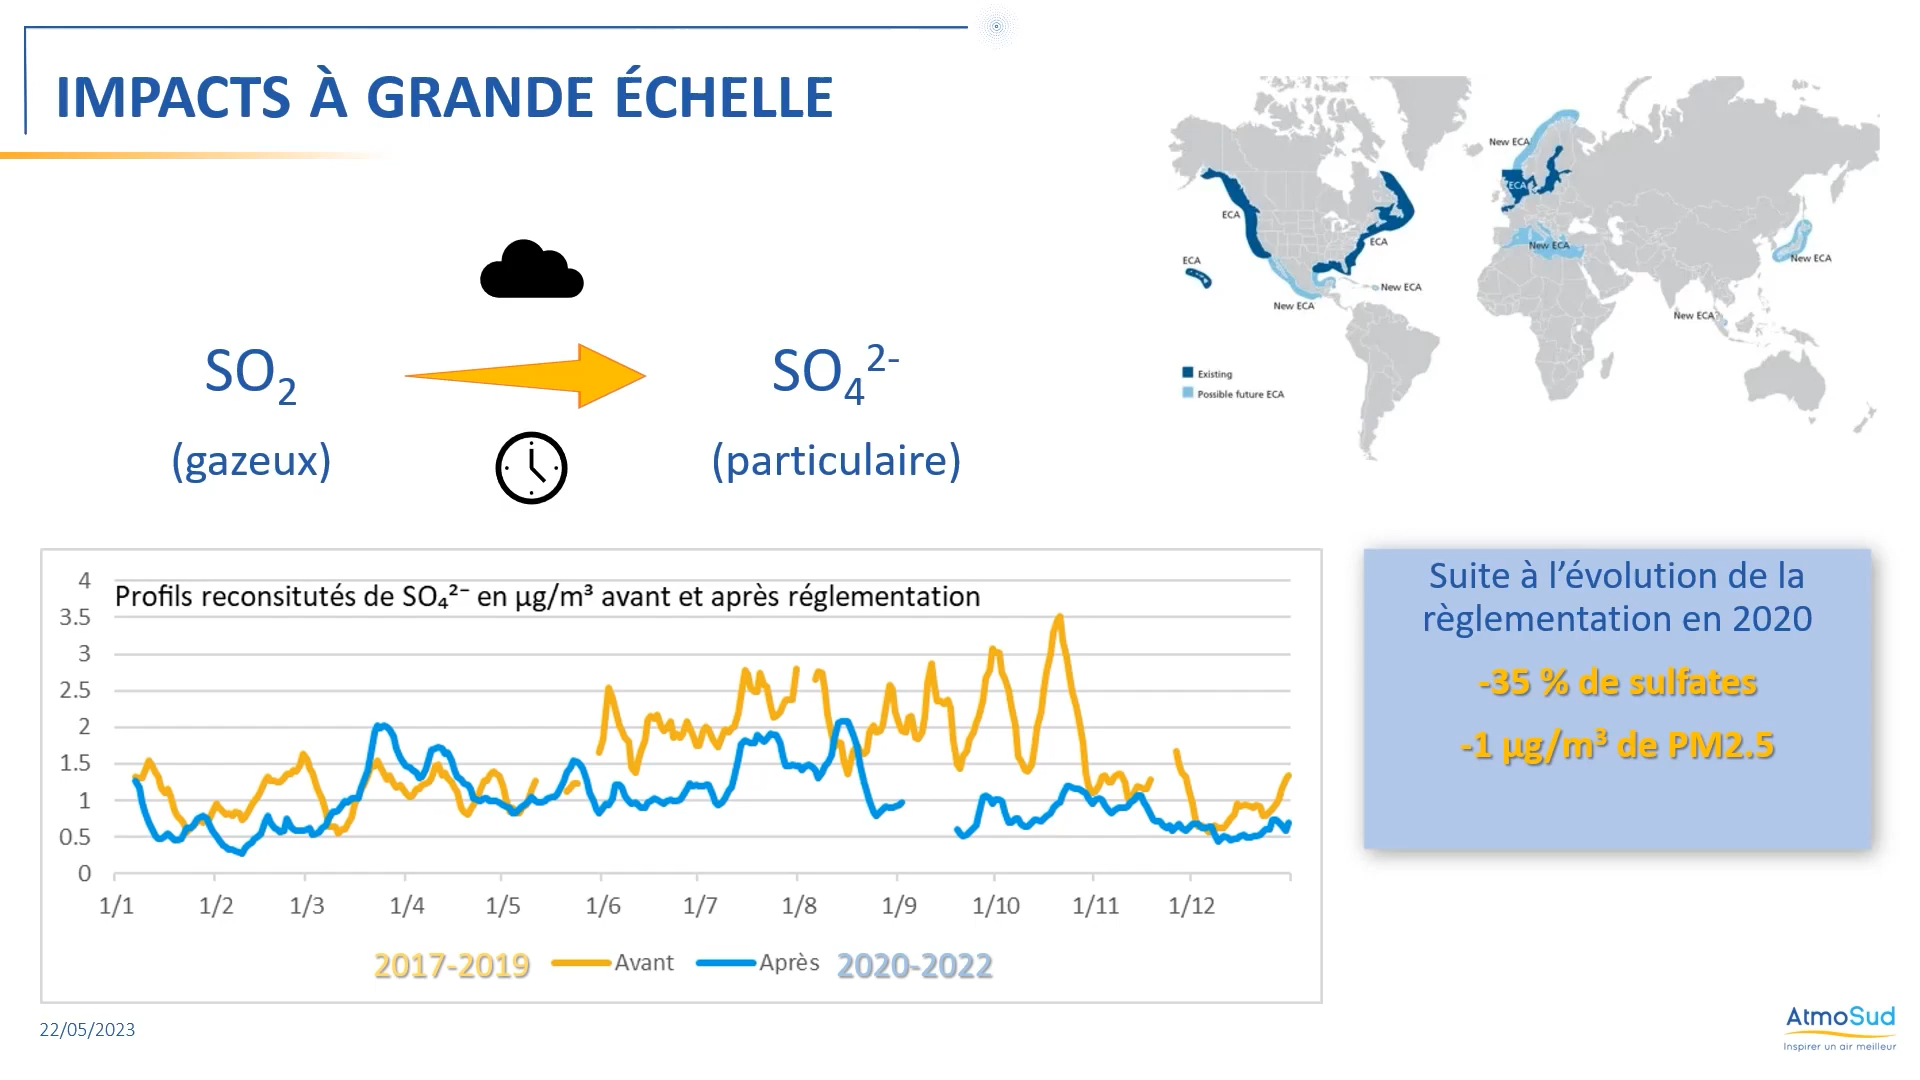 IMPACTS À GRANDE ÉCHELLE
New ECA
ECA
ECA
ECA
New ECA
New ECA
ECA
New ECA
New ECA
New ECA
Existing
Possible future ECA
SO₂
SO₄²⁻
(gazeux)
(particulaire)
Profils reconsitutés de SO₄²⁻ en µg/m³ avant et après réglementation
4
3.5
3
2.5
2
1.5
1
0.5
0
1/1 1/2 1/3 1/4 1/5 1/6 1/7 1/8 1/9 1/10 1/11 1/12
2017-2019 Avant Après 2020-2022
Suite à l’évolution de la
règlementation en 2020
-35 % de sulfates
-1 µg/m³ de PM2.5
22/05/2023
AtmoSud
Inspirer un air meilleur